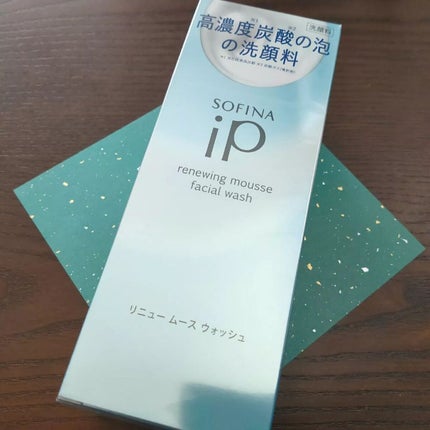 高濃度炭酸の泡
の洗顔料
[洗顔料]
SOFINA
iP
renewing mousse
facial wash
リニュー ムース ウォッシュ